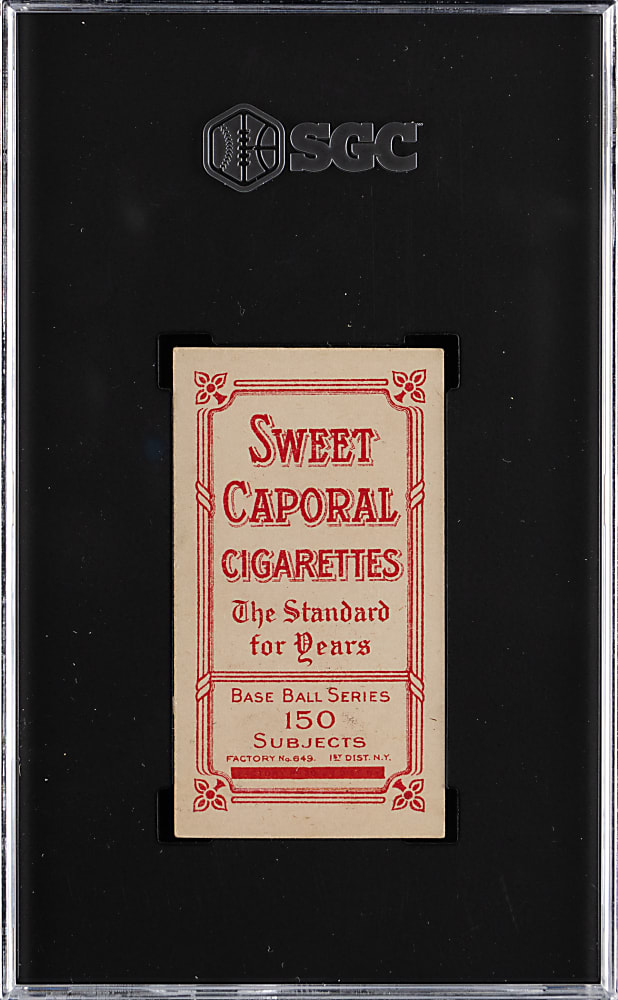 SGC
SWEET
CAPORAL
CIGARETTES
The Standard
for Years
BASE BALL SERIES
150
SUBJECTS
FACTORY No. 649. 1ST DIST. N.Y.